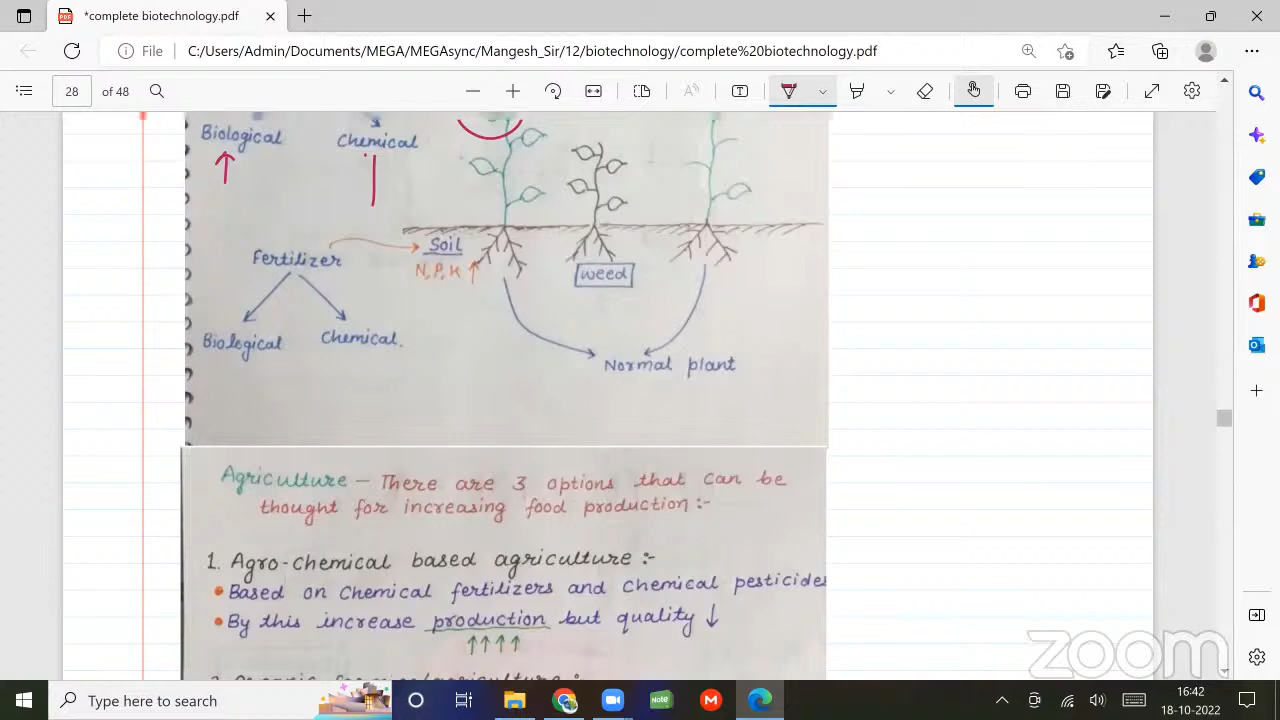 *complete biotechnology.pdf
File
C:/Users/Admin/Documents/MEGA/MEGAsync/Mangesh_Sir/12/biotechnology/complete%20biotechnology.pdf
28 of 48
Biological
Chemical
Fertilizer
Soil
N, P, K ↑
weed
Biological
Chemical.
Normal plant
Agriculture – There are 3 options that can be
thought for increasing food production :-
1. Agro-chemical based agriculture :-
• Based on chemical fertilizers and chemical pesticides
• By this increase production but quality ↓
↑↑↑↑
zoom
Type here to search
note
16:42
18-10-2022